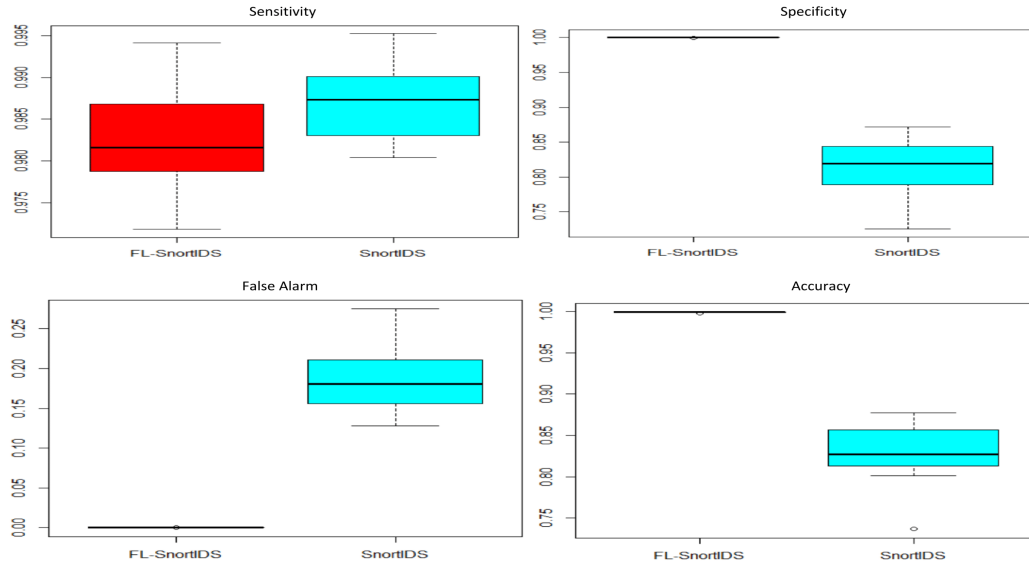 Sensitivity
0.995
0.990
0.985
0.980
0.975
FL-SnortIDS
SnortIDS
Specificity
1.00
0.95
0.90
0.85
0.80
0.75
FL-SnortIDS
SnortIDS
False Alarm
0.25
0.20
0.15
0.10
0.05
0.00
FL-SnortIDS
SnortIDS
Accuracy
1.00
0.95
0.90
0.85
0.80
0.75
FL-SnortIDS
SnortIDS